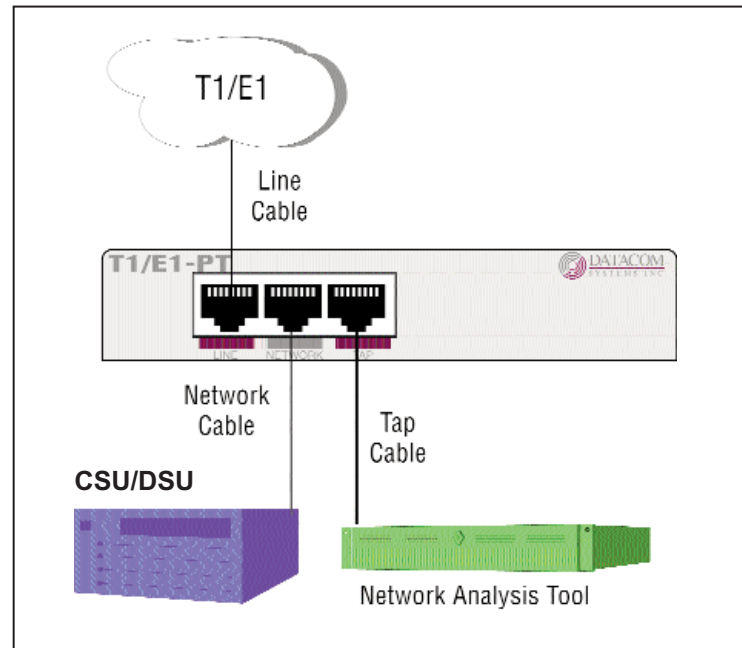 T1/E1
Line
Cable
T1/E1-PT
DATACOM
SYSTEMS INC
LINE
NETWORK
TAP
Network
Cable
Tap
Cable
CSU/DSU
Network Analysis Tool